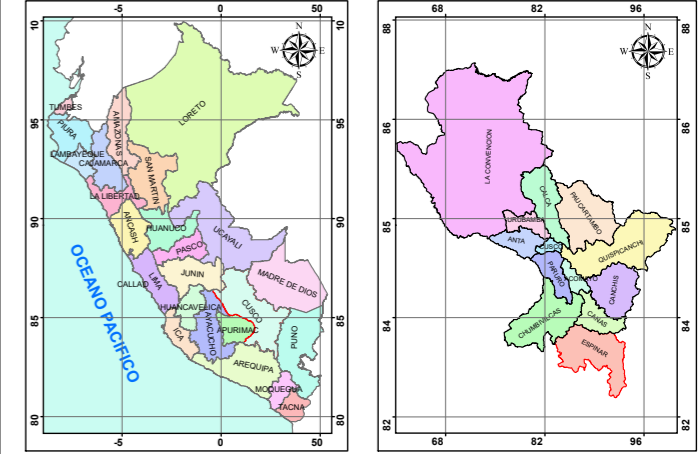 -5 0 50
10
95
90
85
80
10
95
90
85
80
-5 0 50
N
W E
S
TUMBES
PIURA
LAMBAYEQUE
CAJAMARCA
AMAZONAS
LORETO
SAN MARTIN
LA LIBERTAD
ANCASH
HUANUCO
UCAYALI
PASCO
JUNIN
LIMA
CALLAD
MADRE DE DIOS
CUSCO
HUANCAVELICA
AYACUCHO
APURIMAC
ICA
PUNO
AREQUIPA
MOQUEGUA
TACNA
OCEANO PACIFICO
68 82 96
88
86
85
84
82
88
86
85
84
82
68 82 96
N
W E
S
LA CONVENCION
CALCA
PAUCARTAMBO
URUBAMBA
ANTA
CUSCO
QUISPICANCHI
PARURO
ACOMAYO
CANCHIS
CHUMBIVILCAS
CANAS
ESPINAR